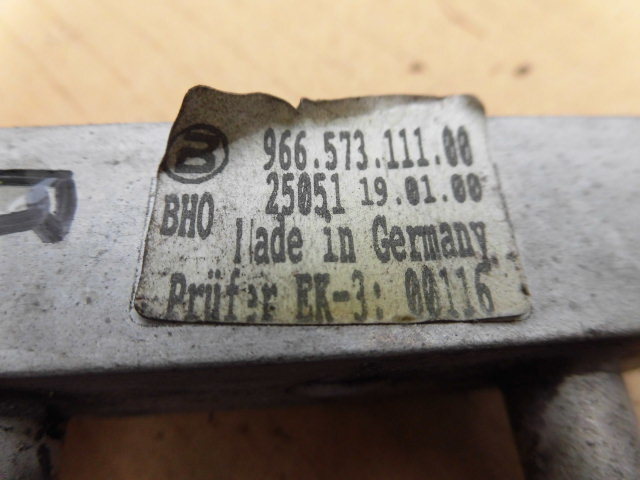 B 966.573.111.00
25051 19.01.00
BHO Made in Germany
Prüfer EK-3: 00116